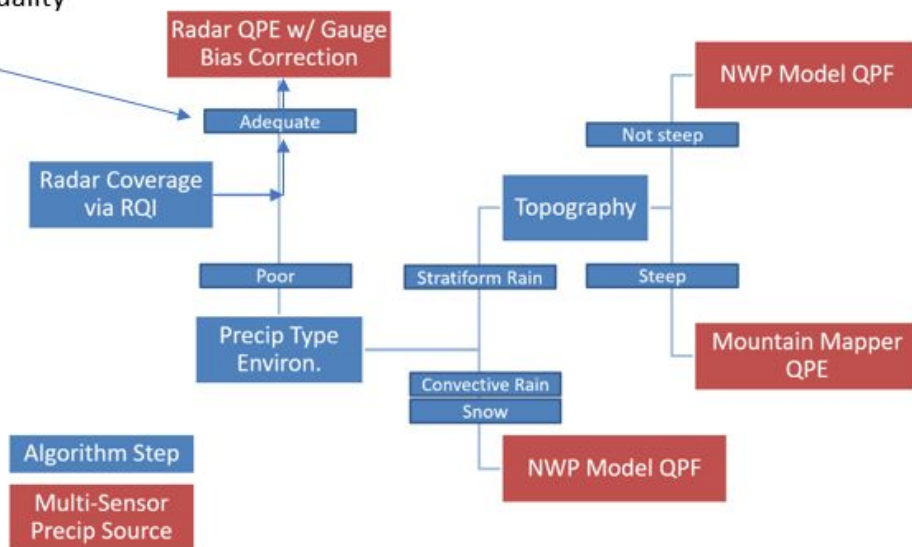 Radar QPE w/ Gauge
Bias Correction
Adequate
Radar Coverage
via RQI
Poor
Precip Type
Environ.
Stratiform Rain
Convective Rain
Snow
NWP Model QPF
Topography
Not steep
NWP Model QPF
Steep
Mountain Mapper
QPE
Algorithm Step
Multi-Sensor
Precip Source